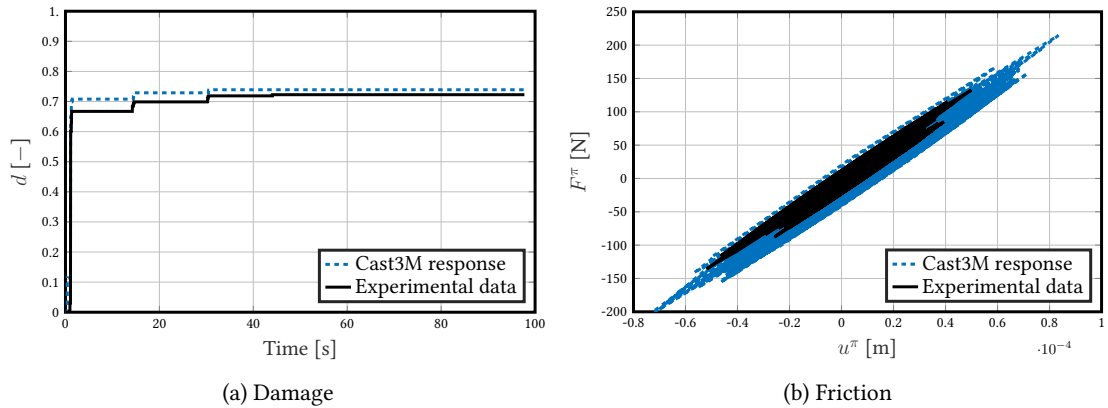 1.
0.9
0.8
0.7
0.6
0.5
0.4
0.3
0.2
0.1
0
d [−]
0 20 40 60 80 100
Time [s]
Cast3M response
Experimental data
(a) Damage
250
200
150
100
50
0
-50
-100
-150
-200
F^π [N]
-0.8 -0.6 -0.4 -0.2 0 0.2 0.4 0.6 0.8 1
u^π [m]
·10⁻⁴
Cast3M response
Experimental data
(b) Friction